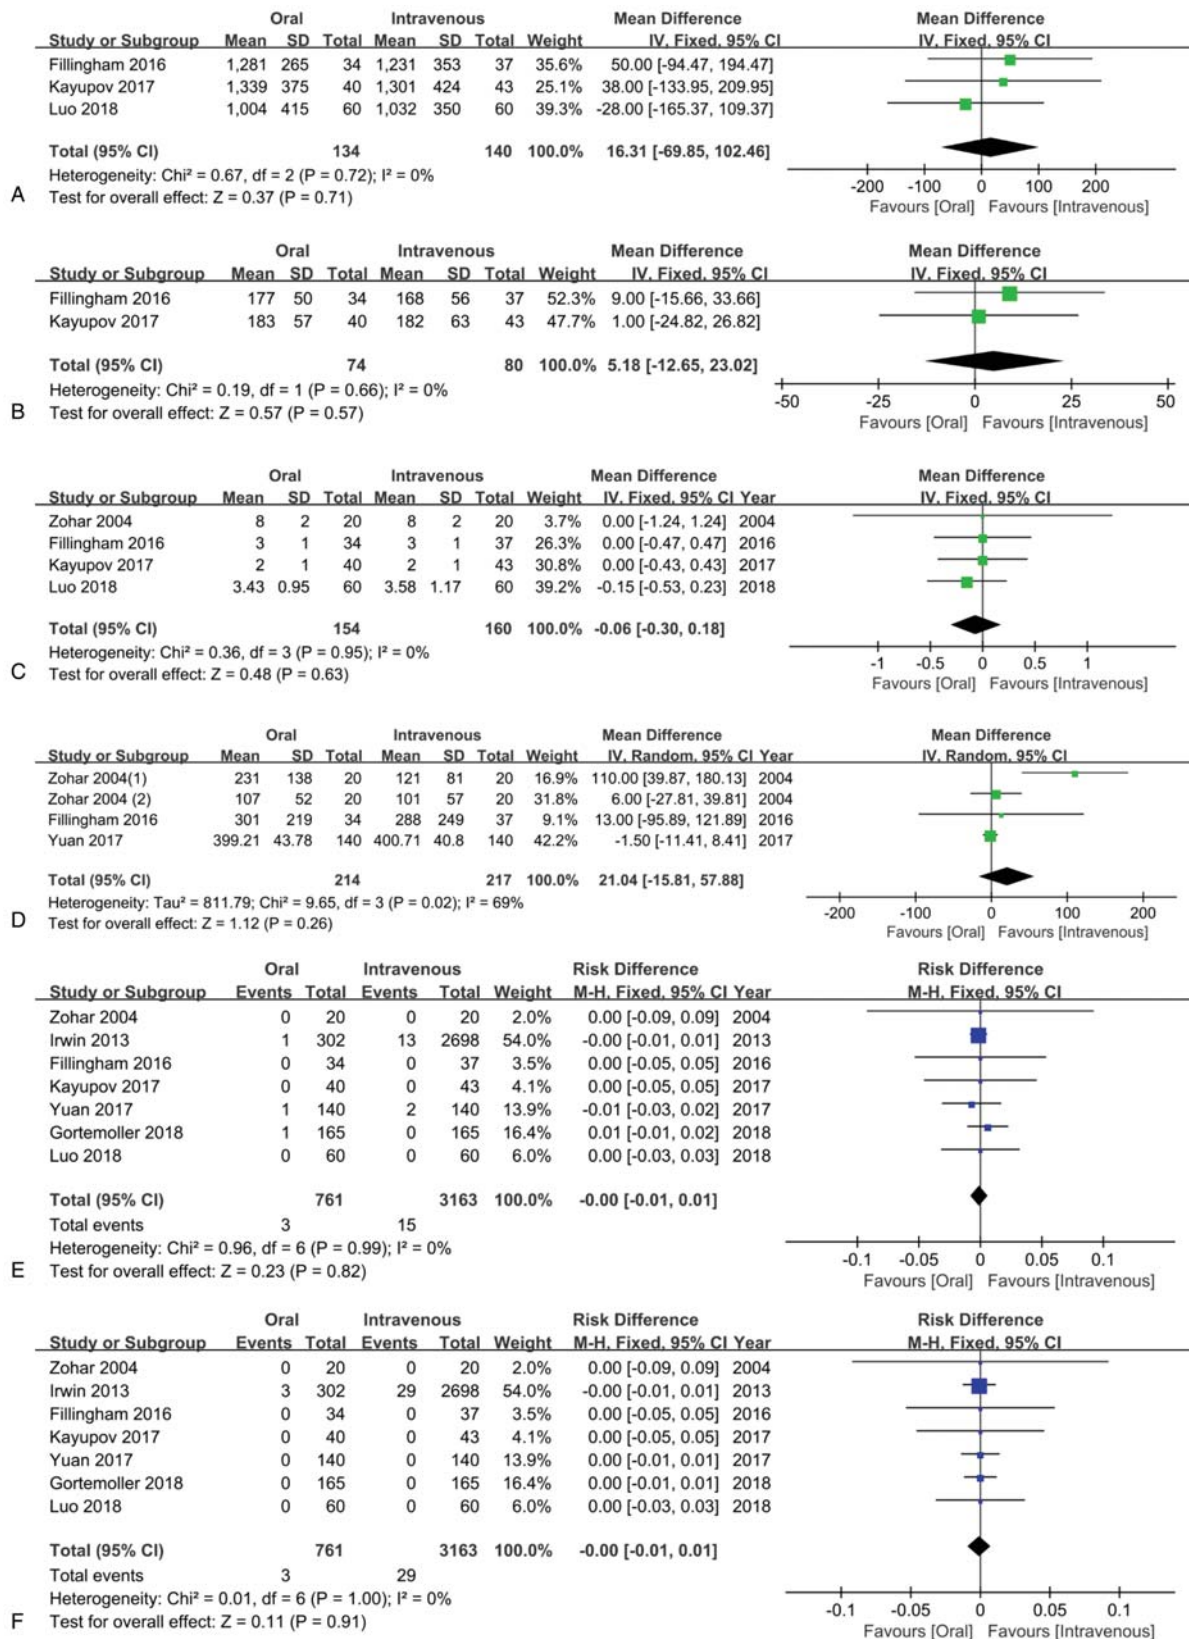 Oral Intravenous Mean Difference Mean Difference
Study or Subgroup Mean SD Total Mean SD Total Weight IV, Fixed, 95% CI IV, Fixed, 95% CI
Fillingham 2016 1,281 265 34 1,231 353 37 35.6% 50.00 [-94.47, 194.47]
Kayupov 2017 1,339 375 40 1,301 424 43 25.1% 38.00 [-133.95, 209.95]
Luo 2018 1,004 415 60 1,032 350 60 39.3% -28.00 [-165.37, 109.37]
Total (95% CI) 134 140 100.0% 16.31 [-69.85, 102.46]
Heterogeneity: Chi² = 0.67, df = 2 (P = 0.72); I² = 0%
-200 -100 0 100 200
A Test for overall effect: Z = 0.37 (P = 0.71)
Favours [Oral] Favours [Intravenous]
Oral Intravenous Mean Difference Mean Difference
Study or Subgroup Mean SD Total Mean SD Total Weight IV, Fixed, 95% CI IV, Fixed, 95% CI
Fillingham 2016 177 50 34 168 56 37 52.3% 9.00 [-15.66, 33.66]
Kayupov 2017 183 57 40 182 63 43 47.7% 1.00 [-24.82, 26.82]
Total (95% CI) 74 80 100.0% 5.18 [-12.65, 23.02]
Heterogeneity: Chi² = 0.19, df = 1 (P = 0.66); I² = 0%
-50 -25 0 25 50
B Test for overall effect: Z = 0.57 (P = 0.57)
Favours [Oral] Favours [Intravenous]
Oral Intravenous Mean Difference Mean Difference
Study or Subgroup Mean SD Total Mean SD Total Weight IV, Fixed, 95% CI Year IV, Fixed, 95% CI
Zohar 2004 8 2 20 8 2 20 3.7% 0.00 [-1.24, 1.24] 2004
Fillingham 2016 3 1 34 3 1 37 26.3% 0.00 [-0.47, 0.47] 2016
Kayupov 2017 2 1 40 2 1 43 30.8% 0.00 [-0.43, 0.43] 2017
Luo 2018 3.43 0.95 60 3.58 1.17 60 39.2% -0.15 [-0.53, 0.23] 2018
Total (95% CI) 154 160 100.0% -0.06 [-0.30, 0.18]
Heterogeneity: Chi² = 0.36, df = 3 (P = 0.95); I² = 0%
-1 -0.5 0 0.5 1
C Test for overall effect: Z = 0.48 (P = 0.63)
Favours [Oral] Favours [Intravenous]
Oral Intravenous Mean Difference Mean Difference
Study or Subgroup Mean SD Total Mean SD Total Weight IV, Random, 95% CI Year IV, Random, 95% CI
Zohar 2004(1) 231 138 20 121 81 20 16.9% 110.00 [39.87, 180.13] 2004
Zohar 2004 (2) 107 52 20 101 57 20 31.8% 6.00 [-27.81, 39.81] 2004
Fillingham 2016 301 219 34 288 249 37 9.1% 13.00 [-95.89, 121.89] 2016
Yuan 2017 399.21 43.78 140 400.71 40.8 140 42.2% -1.50 [-11.41, 8.41] 2017
Total (95% CI) 214 217 100.0% 21.04 [-15.81, 57.88]
Heterogeneity: Tau² = 811.79; Chi² = 9.65, df = 3 (P = 0.02); I² = 69%
-200 -100 0 100 200
D Test for overall effect: Z = 1.12 (P = 0.26)
Favours [Oral] Favours [Intravenous]
Oral Intravenous Risk Difference Risk Difference
Study or Subgroup Events Total Events Total Weight M-H, Fixed, 95% CI Year M-H, Fixed, 95% CI
Zohar 2004 0 20 0 20 2.0% 0.00 [-0.09, 0.09] 2004
Irwin 2013 1 302 13 2698 54.0% -0.00 [-0.01, 0.01] 2013
Fillingham 2016 0 34 0 37 3.5% 0.00 [-0.05, 0.05] 2016
Kayupov 2017 0 40 0 43 4.1% 0.00 [-0.05, 0.05] 2017
Yuan 2017 1 140 2 140 13.9% -0.01 [-0.03, 0.02] 2017
Gortemoller 2018 1 165 0 165 16.4% 0.01 [-0.01, 0.02] 2018
Luo 2018 0 60 0 60 6.0% 0.00 [-0.03, 0.03] 2018
Total (95% CI) 761 3163 100.0% -0.00 [-0.01, 0.01]
Total events 3 15
Heterogeneity: Chi² = 0.96, df = 6 (P = 0.99); I² = 0%
-0.1 -0.05 0 0.05 0.1
E Test for overall effect: Z = 0.23 (P = 0.82)
Favours [Oral] Favours [Intravenous]
Oral Intravenous Risk Difference Risk Difference
Study or Subgroup Events Total Events Total Weight M-H, Fixed, 95% CI Year M-H, Fixed, 95% CI
Zohar 2004 0 20 0 20 2.0% 0.00 [-0.09, 0.09] 2004
Irwin 2013 3 302 29 2698 54.0% -0.00 [-0.01, 0.01] 2013
Fillingham 2016 0 34 0 37 3.5% 0.00 [-0.05, 0.05] 2016
Kayupov 2017 0 40 0 43 4.1% 0.00 [-0.05, 0.05] 2017
Yuan 2017 0 140 0 140 13.9% 0.00 [-0.01, 0.01] 2017
Gortemoller 2018 0 165 0 165 16.4% 0.00 [-0.01, 0.01] 2018
Luo 2018 0 60 0 60 6.0% 0.00 [-0.03, 0.03] 2018
Total (95% CI) 761 3163 100.0% -0.00 [-0.01, 0.01]
Total events 3 29
Heterogeneity: Chi² = 0.01, df = 6 (P = 1.00); I² = 0%
-0.1 -0.05 0 0.05 0.1
F Test for overall effect: Z = 0.11 (P = 0.91)
Favours [Oral] Favours [Intravenous]